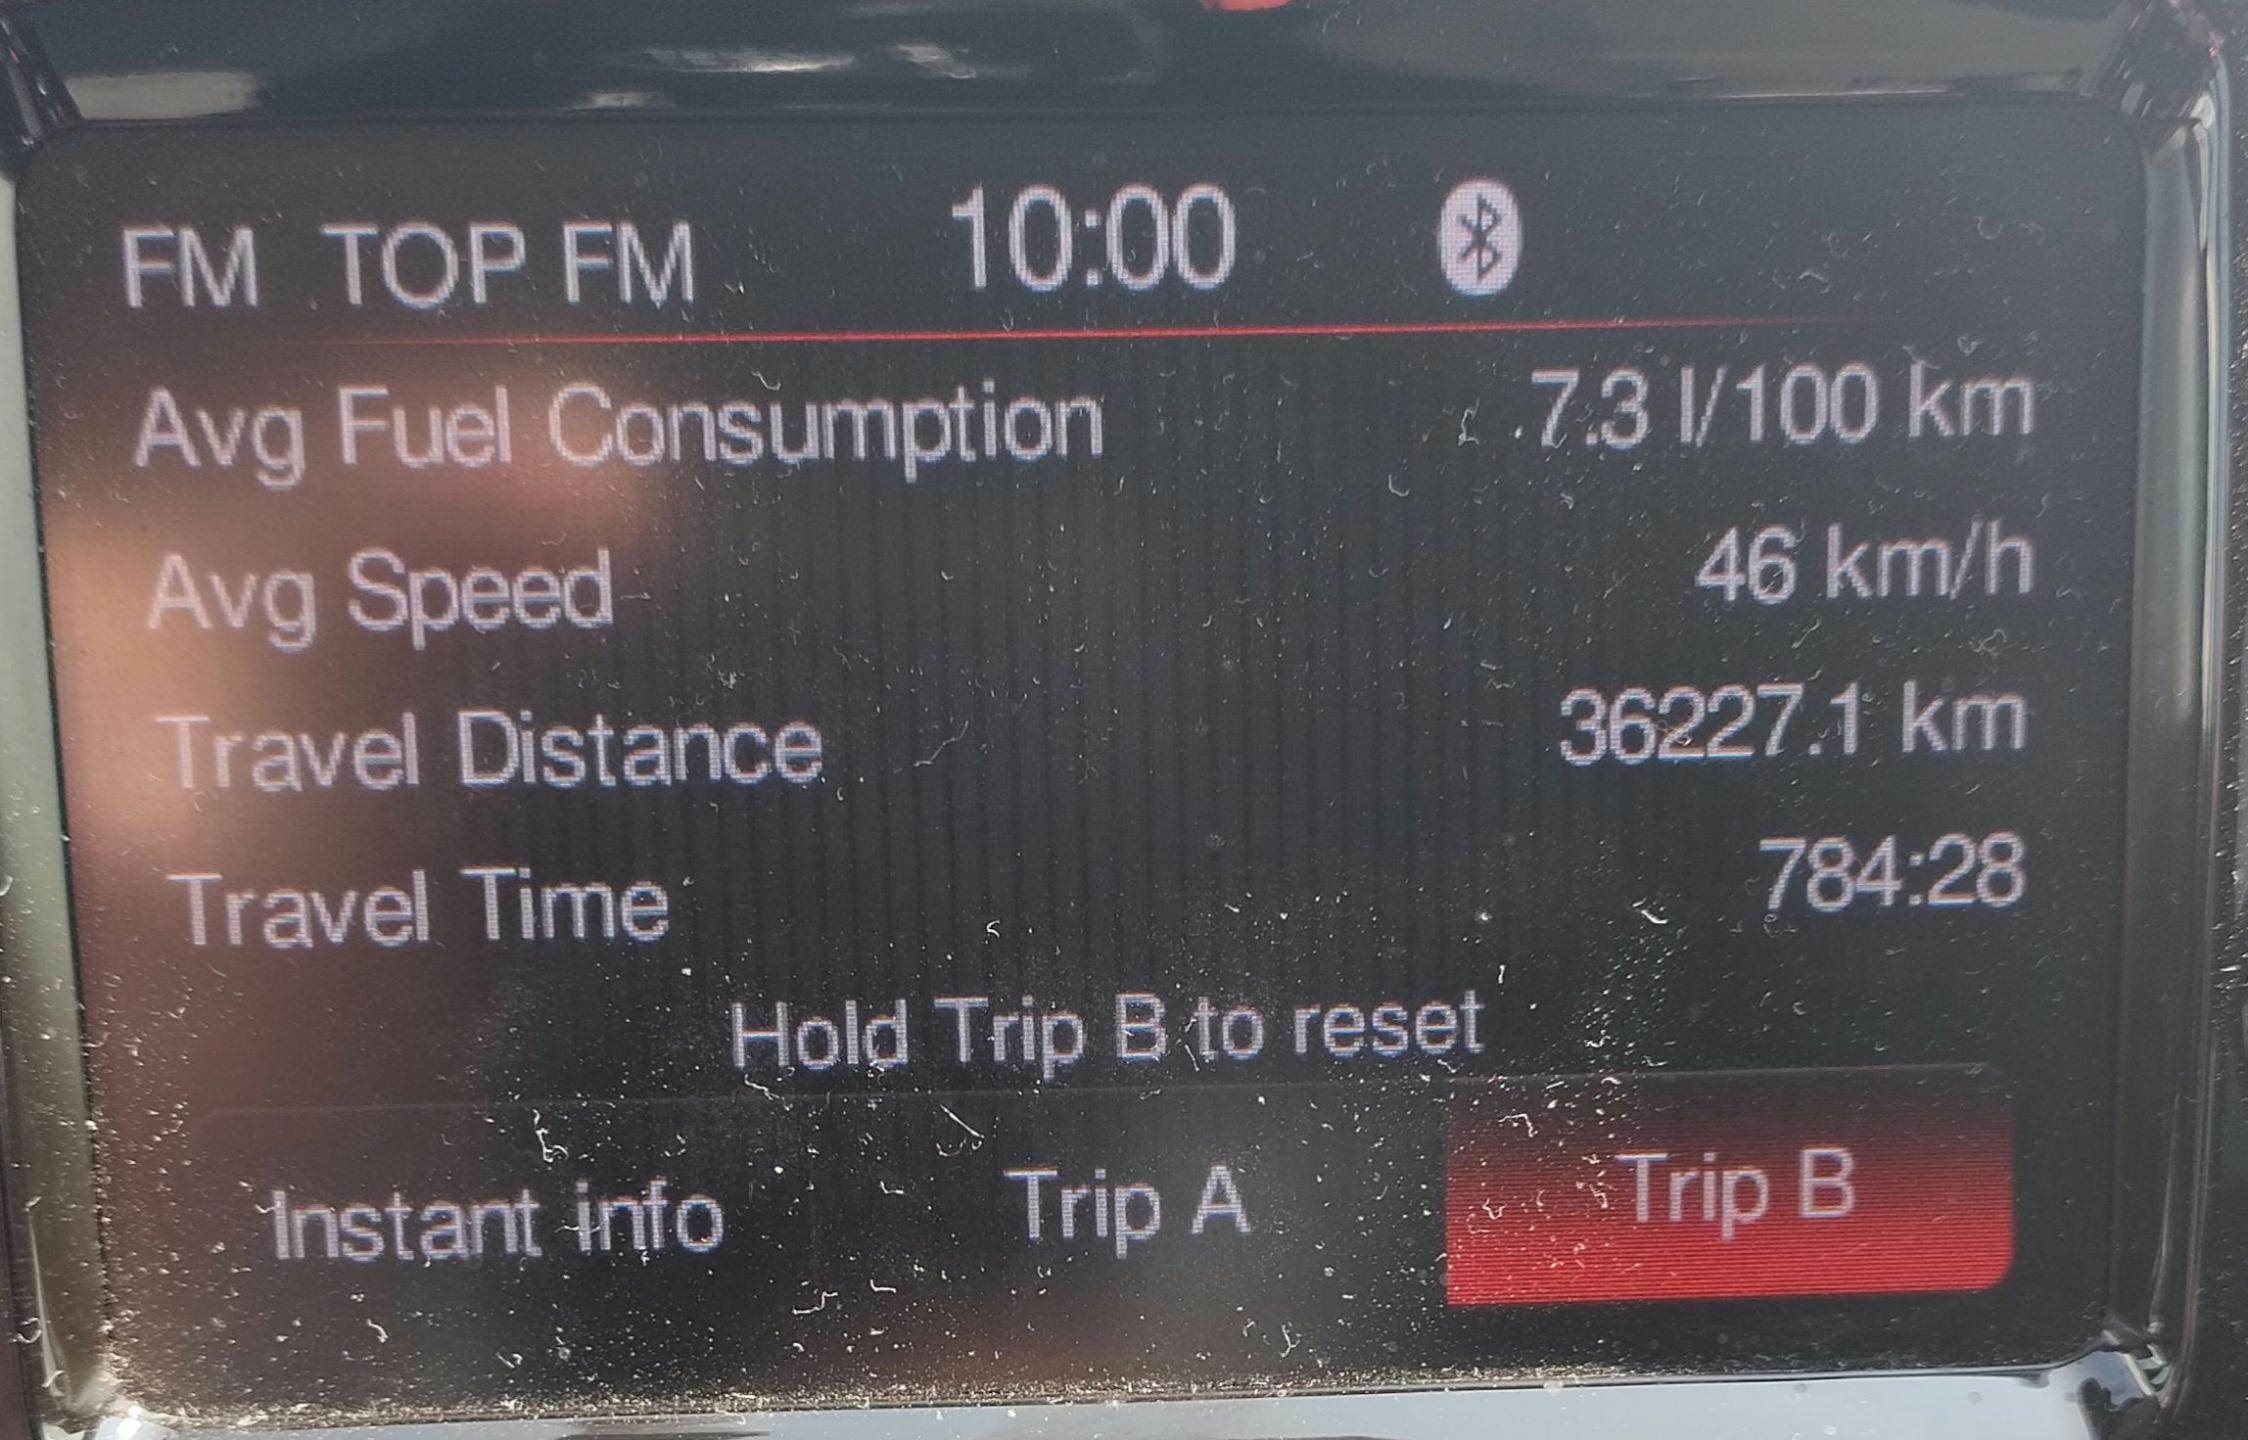 FM TOP FM 10:00
Avg Fuel Consumption 7.3 l/100 km
Avg Speed 46 km/h
Travel Distance 36227.1 km
Travel Time 784:28
Hold Trip B to reset
Instant info Trip A Trip B